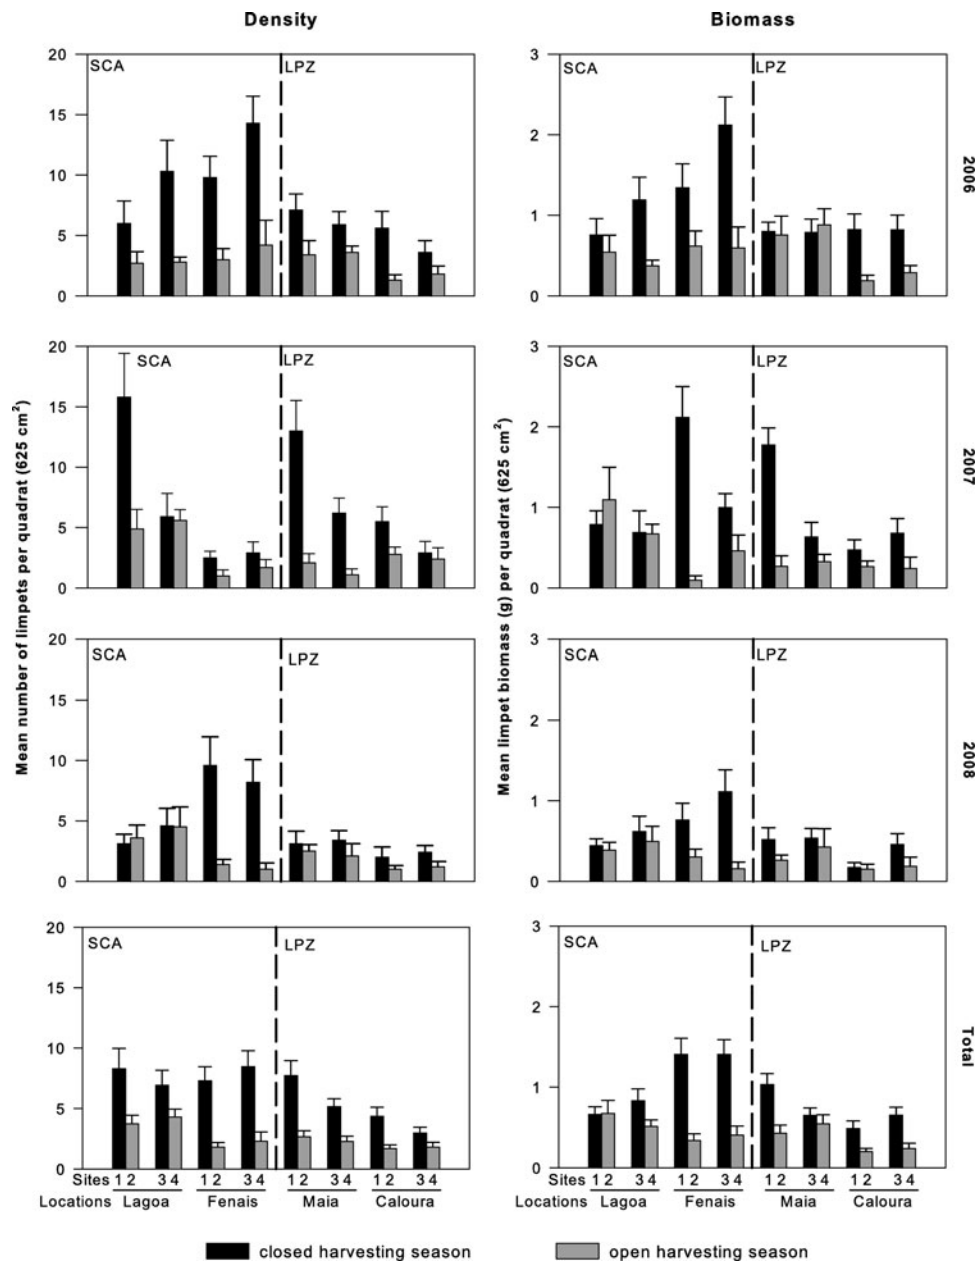 Density
Biomass
20
15
10
5
0
SCA
LPZ
3
2
1
0
SCA
LPZ
2006
20
15
10
5
0
SCA
LPZ
3
2
1
0
SCA
LPZ
2007
Mean number of limpets per quadrat (625 cm²)
Mean limpet biomass (g) per quadrat (625 cm²)
20
15
10
5
0
SCA
LPZ
3
2
1
0
SCA
LPZ
2008
20
15
10
5
0
SCA
LPZ
3
2
1
0
SCA
LPZ
Total
Sites 1 2 3 4 1 2 3 4 1 2 3 4 1 2 3 4
Locations Lagoa Fenais Maia Caloura
Sites 1 2 3 4 1 2 3 4 1 2 3 4 1 2 3 4
Locations Lagoa Fenais Maia Caloura
closed harvesting season
open harvesting season